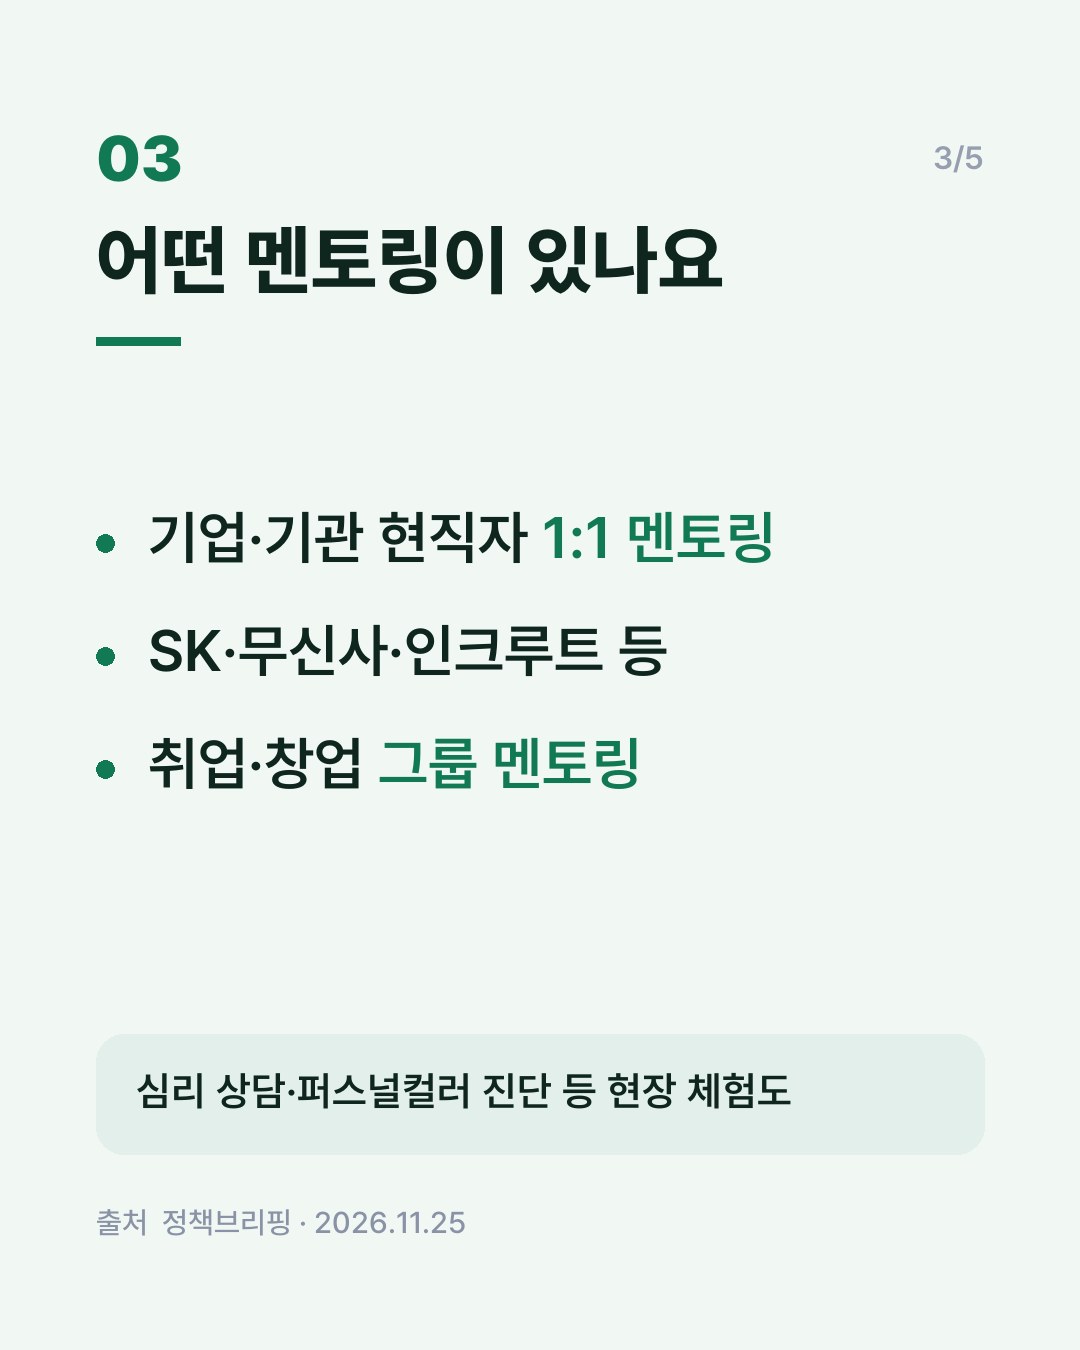 03
3/5
어떤 멘토링이 있나요
기업·기관 현직자 1:1 멘토링
SK·무신사·인크루트 등
취업·창업 그룹 멘토링
심리 상담·퍼스널컬러 진단 등 현장 체험도
출처 정책브리핑 · 2026.11.25